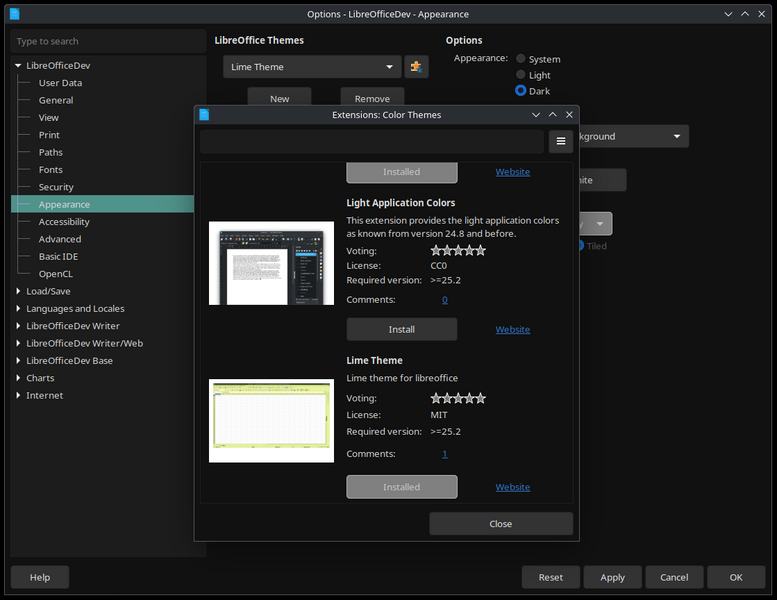 Options - LibreOfficeDev - Appearance
Type to search
LibreOfficeDev
User Data
General
View
Print
Paths
Fonts
Security
Appearance
Accessibility
Advanced
Basic IDE
OpenCL
Load/Save
Languages and Locales
LibreOfficeDev Writer
LibreOfficeDev Writer/Web
LibreOfficeDev Base
Charts
Internet
LibreOffice Themes
Lime Theme
New
Remove
Options
Appearance:
System
Light
Dark
Tiled
Extensions: Color Themes
Installed
Website
Light Application Colors
This extension provides the light application colors
as known from version 24.8 and before.
Voting:
License: CC0
Required version: >=25.2
Comments: 0
Install
Website
Lime Theme
Lime theme for libreoffice
Voting:
License: MIT
Required version: >=25.2
Comments: 1
Installed
Website
Close
Help
Reset
Apply
Cancel
OK